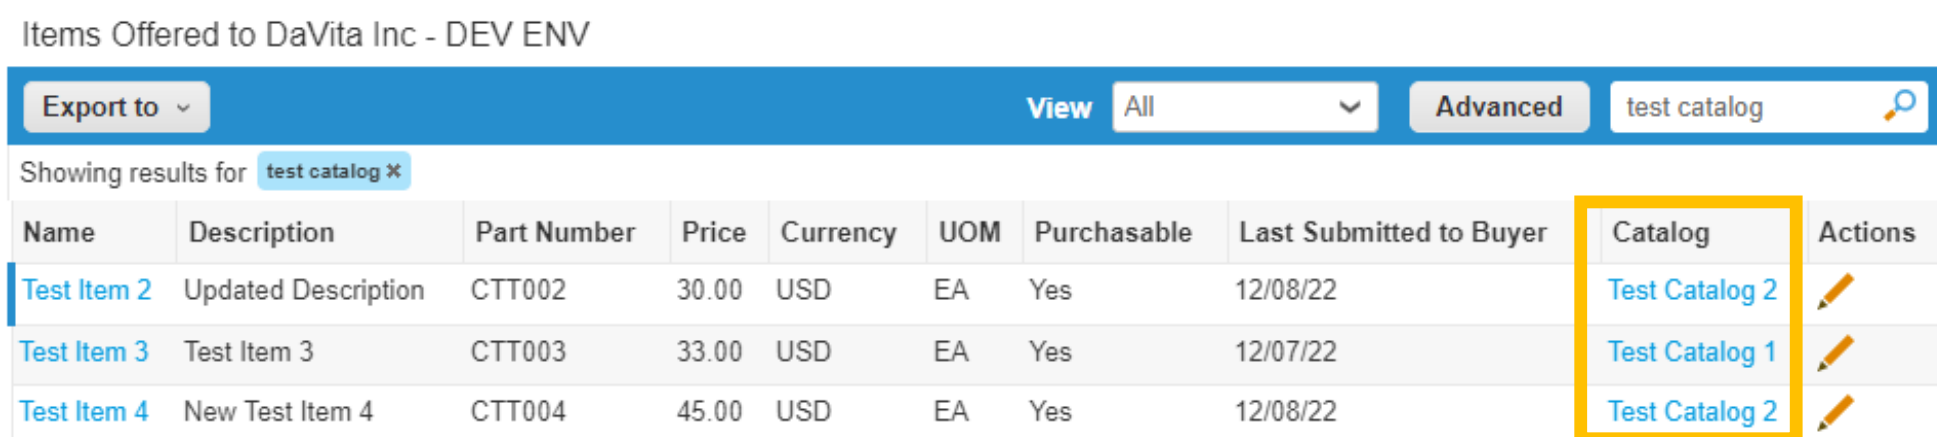 Items Offered to DaVita Inc - DEV ENV
Export to View All Advanced test catalog
Showing results for test catalog ×
Name Description Part Number Price Currency UOM Purchasable Last Submitted to Buyer Catalog Actions
Test Item 2 Updated Description CTT002 30.00 USD EA Yes 12/08/22 Test Catalog 2
Test Item 3 Test Item 3 CTT003 33.00 USD EA Yes 12/07/22 Test Catalog 1
Test Item 4 New Test Item 4 CTT004 45.00 USD EA Yes 12/08/22 Test Catalog 2